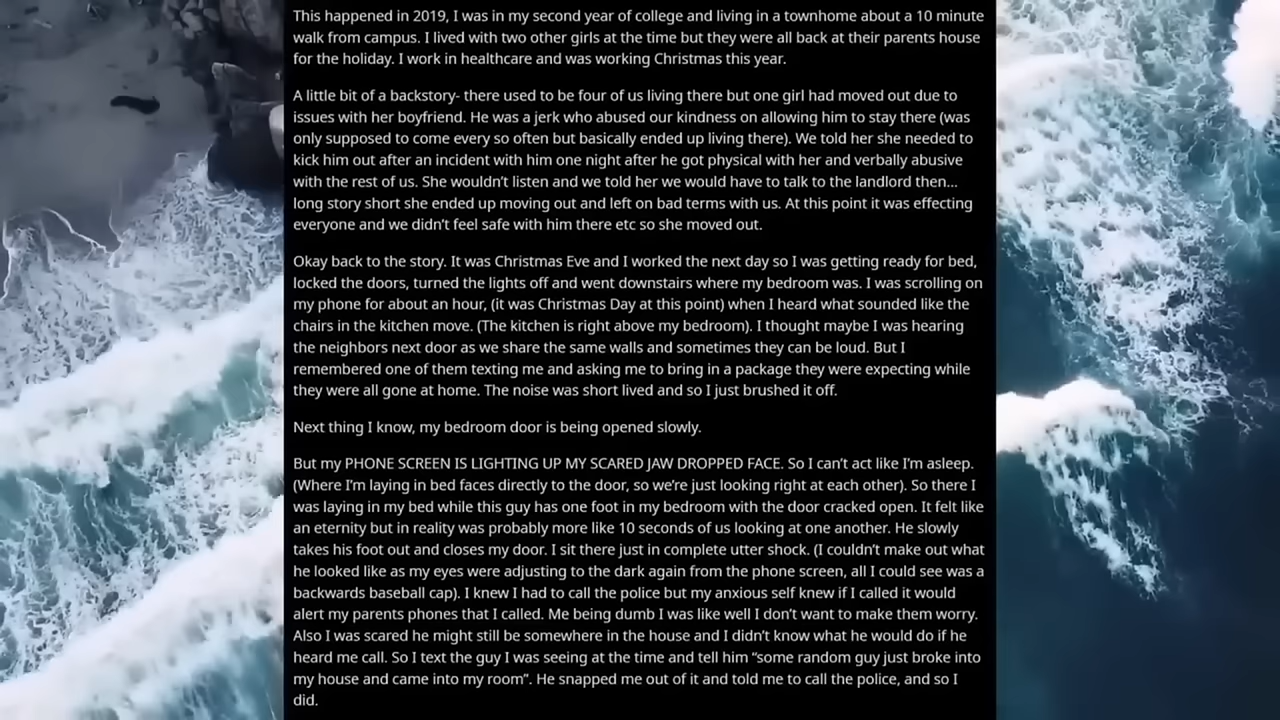 This happened in 2019, I was in my second year of college and living in a townhome about a 10 minute
walk from campus. I lived with two other girls at the time but they were all back at their parents house
for the holiday. I work in healthcare and was working Christmas this year.
A little bit of a backstory- there used to be four of us living there but one girl had moved out due to
issues with her boyfriend. He was a jerk who abused our kindness on allowing him to stay there (was
only supposed to come every so often but basically ended up living there). We told her she needed to
kick him out after an incident with him one night after he got physical with her and verbally abusive
with the rest of us. She wouldn’t listen and we told her we would have to talk to the landlord then...
long story short she ended up moving out and left on bad terms with us. At this point it was effecting
everyone and we didn’t feel safe with him there etc so she moved out.
Okay back to the story. It was Christmas Eve and I worked the next day so I was getting ready for bed,
locked the doors, turned the lights off and went downstairs where my bedroom was. I was scrolling on
my phone for about an hour, (it was Christmas Day at this point) when I heard what sounded like the
chairs in the kitchen move. (The kitchen is right above my bedroom). I thought maybe I was hearing
the neighbors next door as we share the same walls and sometimes they can be loud. But I
remembered one of them texting me and asking me to bring in a package they were expecting while
they were all gone at home. The noise was short lived and so I just brushed it off.
Next thing I know, my bedroom door is being opened slowly.
But my PHONE SCREEN IS LIGHTING UP MY SCARED JAW DROPPED FACE. So I can’t act like I’m asleep.
(Where I’m laying in bed faces directly to the door, so we’re just looking right at each other). So there I
was laying in my bed while this guy has one foot in my bedroom with the door cracked open. It felt like
an eternity but in reality was probably more like 10 seconds of us looking at one another. He slowly
takes his foot out and closes my door. I sit there just in complete utter shock. (I couldn’t make out what
he looked like as my eyes were adjusting to the dark again from the phone screen, all I could see was a
backwards baseball cap). I knew I had to call the police but my anxious self knew if I called it would
alert my parents phones that I called. Me being dumb I was like well I don’t want to make them worry.
Also I was scared he might still be somewhere in the house and I didn’t know what he would do if he
heard me call. So I text the guy I was seeing at the time and tell him “some random guy just broke into
my house and came into my room”. He snapped me out of it and told me to call the police, and so I
did.